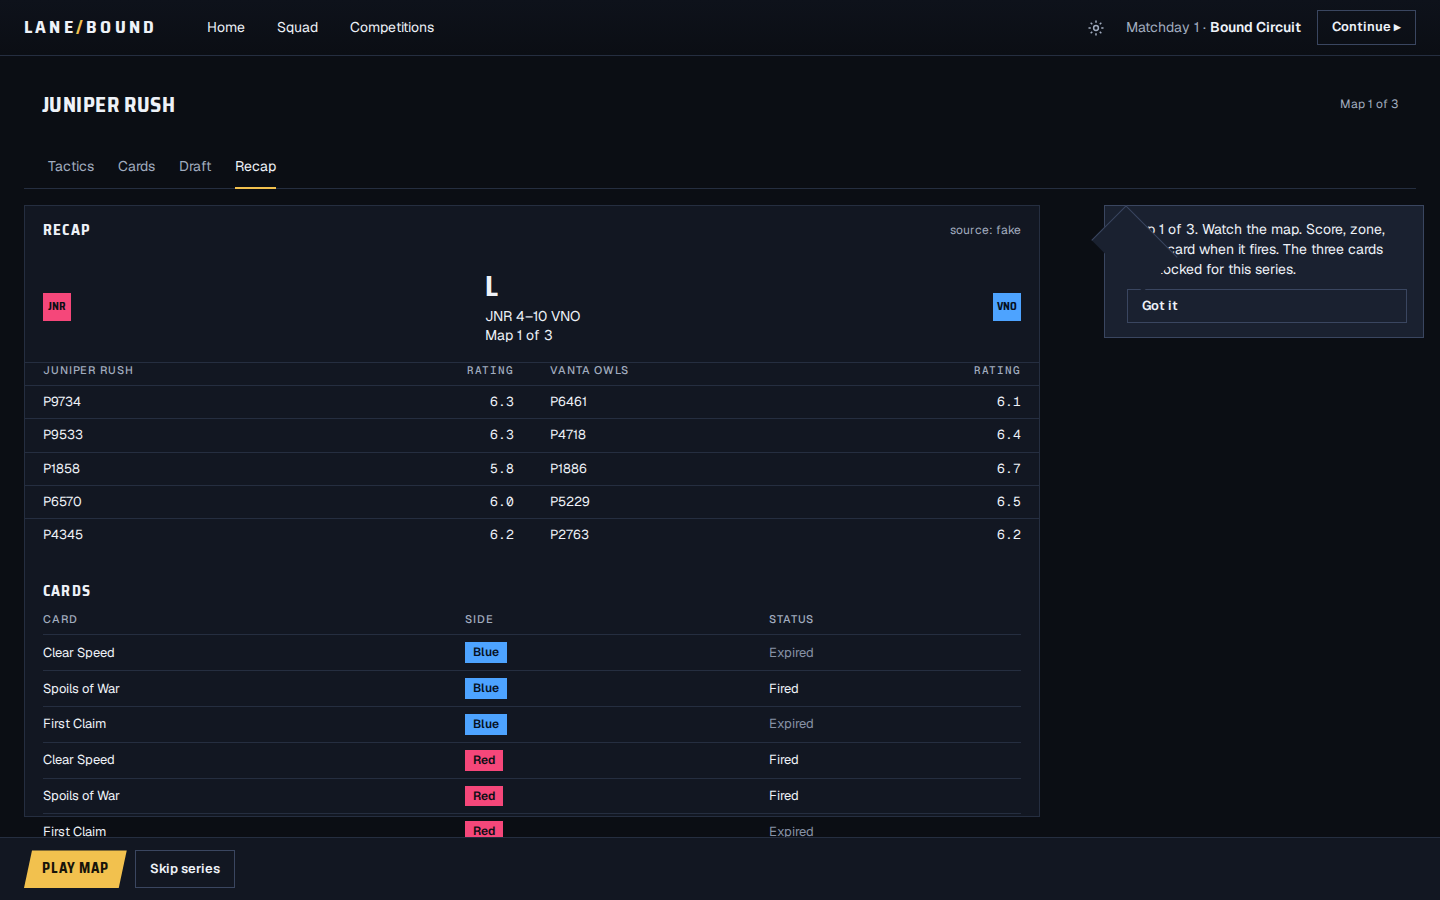 LANE/BOUND
Home Squad Competitions
Matchday 1 · Bound Circuit
Continue ▸
JUNIPER RUSH
Map 1 of 3
Tactics Cards Draft Recap
RECAP
source: fake
JNR
L
JNR 4–10 VNO
Map 1 of 3
VNO
JUNIPER RUSH RATING VANTA OWLS RATING
P9734 6.3 P6461 6.1
P9533 6.3 P4718 6.4
P1858 5.8 P1886 6.7
P6570 6.0 P5229 6.5
P4345 6.2 P2763 6.2
CARDS
CARD SIDE STATUS
Clear Speed Blue Expired
Spoils of War Blue Fired
First Claim Blue Expired
Clear Speed Red Fired
Spoils of War Red Fired
First Claim Red Expired
1 of 3. Watch the map. Score, zone,
card when it fires. The three cards
for this series.
Got it
PLAY MAP
Skip series